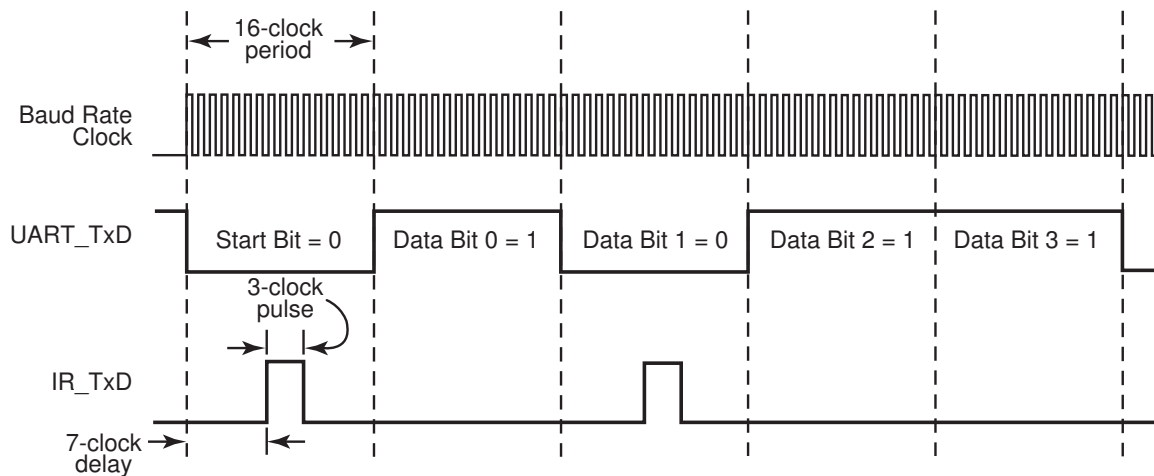 16-clock
period
Baud Rate
Clock
UART_TxD
Start Bit = 0
Data Bit 0 = 1
Data Bit 1 = 0
Data Bit 2 = 1
Data Bit 3 = 1
3-clock
pulse
IR_TxD
7-clock
delay